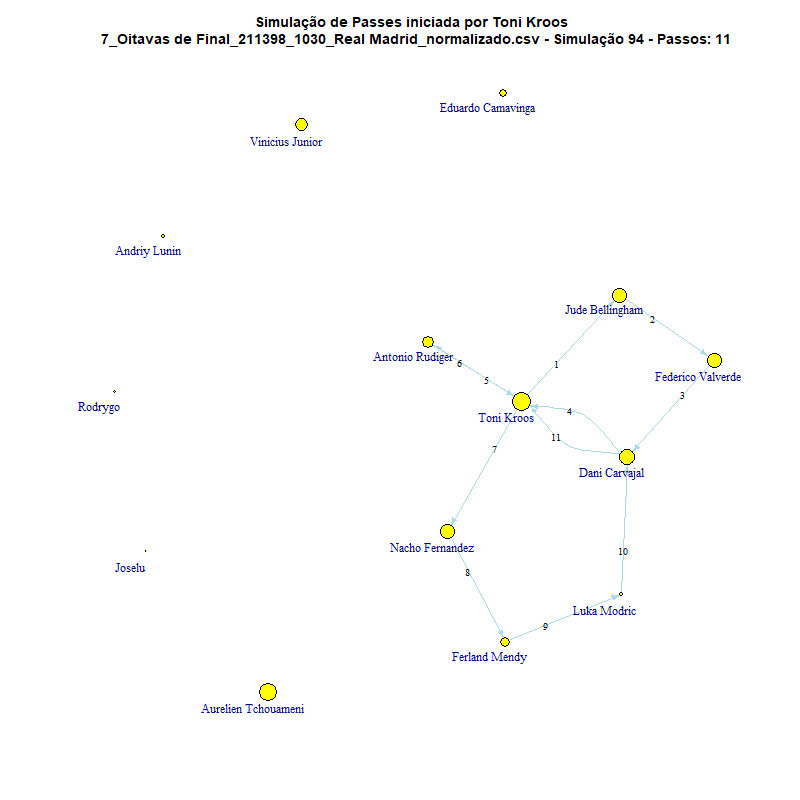 Simulação de Passes iniciada por Toni Kroos
7_Oitavas de Final_211398_1030_Real Madrid_normalizado.csv - Simulação 94 - Passos: 11
Eduardo Camavinga
Vinicius Junior
Andriy Lunin
Jude Bellingham
2
Antonio Rudiger
6
1
Federico Valverde
5
3
Rodrygo
Toni Kroos
4
11
7
Dani Carvajal
Nacho Fernandez
10
Joselu
8
Luka Modric
9
Ferland Mendy
Aurelien Tchouameni